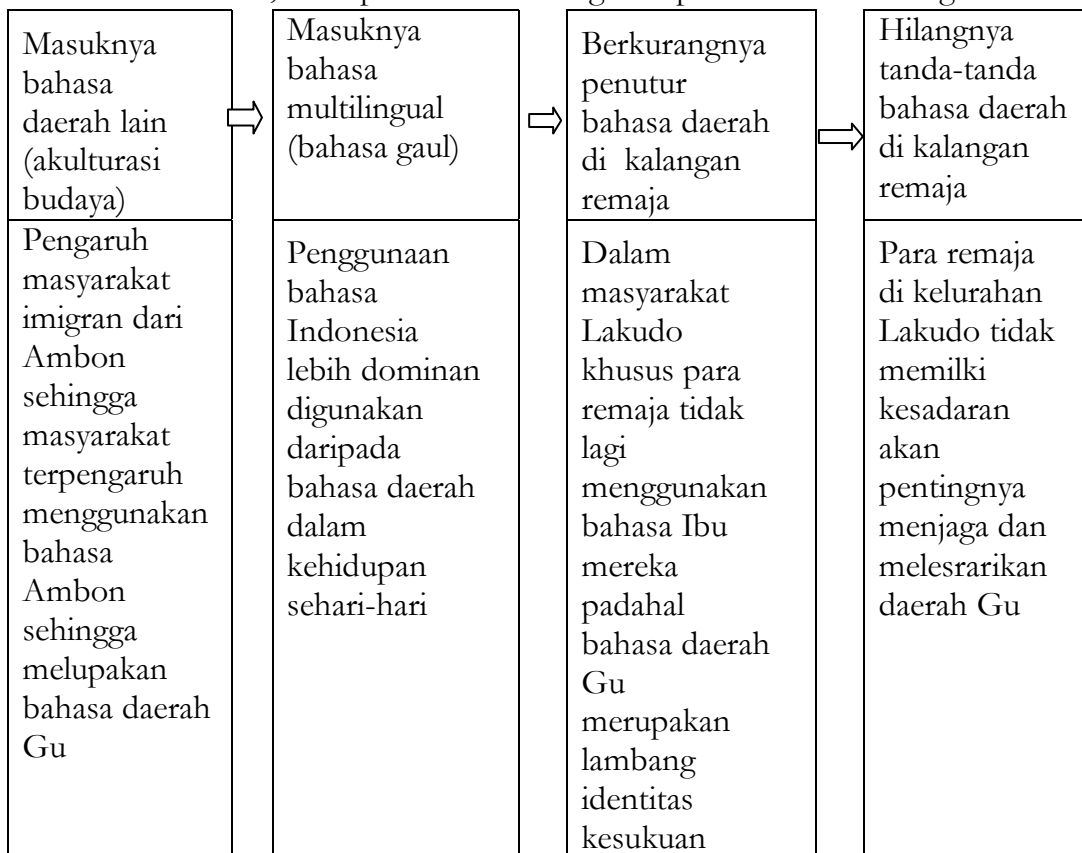 Masuknya
bahasa
daerah lain
(akulturasi
budaya)
Pengaruh
masyarakat
imigran dari
Ambon
sehingga
masyarakat
terpengaruh
menggunakan
bahasa
Ambon
sehingga
melupakan
bahasa daerah
Gu
Masuknya
bahasa
multilingual
(bahasa gaul)
Penggunaan
bahasa
Indonesia
lebih dominan
digunakan
daripada
bahasa daerah
dalam
kehidupan
sehari-hari
Berkurangnya
penutur
bahasa daerah
di kalangan
remaja
Dalam
masyarakat
Lakudo
khusus para
remaja tidak
lagi
menggunakan
bahasa Ibu
mereka
padahal
bahasa daerah
Gu
merupakan
lambang
identitas
kesukuan
Hilangnya
tanda-tanda
bahasa daerah
di kalangan
remaja
Para remaja
di kelurahan
Lakudo tidak
memilki
kesadaran
akan
pentingnya
menjaga dan
melesrarikan
daerah Gu